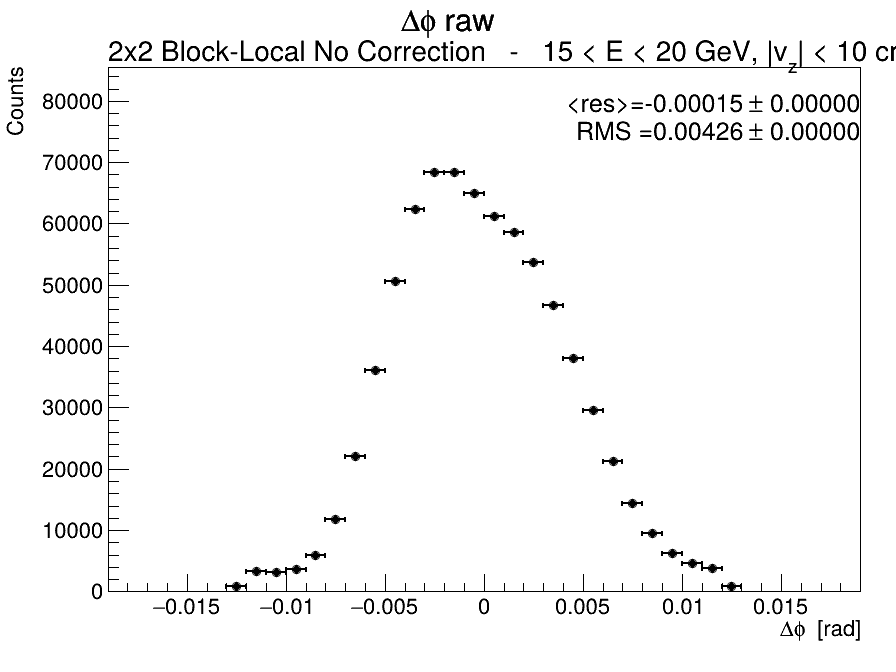 Δϕ raw
2x2 Block-Local No Correction - 15 < E < 20 GeV, |v_z| < 10 cm
Counts
<res>=-0.00015 ± 0.00000
RMS =0.00426 ± 0.00000
80000
70000
60000
50000
40000
30000
20000
10000
0
−0.015 −0.01 −0.005 0 0.005 0.01 0.015
Δϕ [rad]